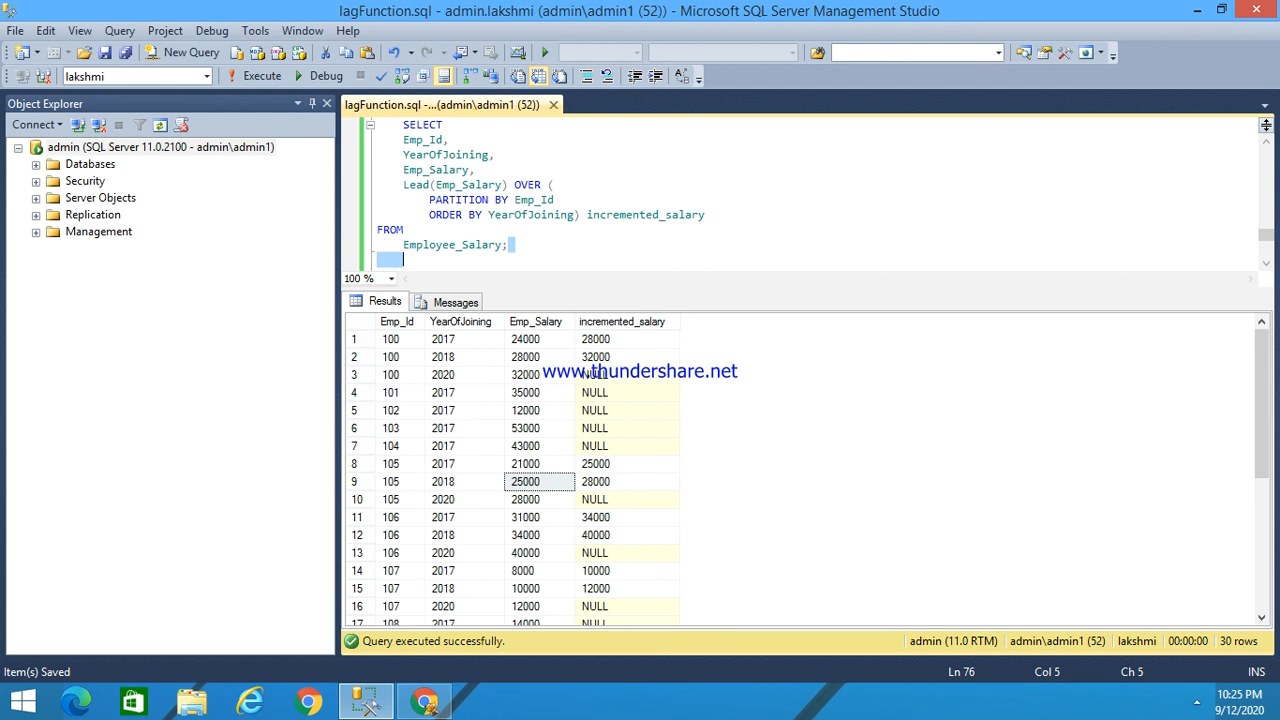 lagFunction.sql - admin.lakshmi (admin\admin1 (52)) - Microsoft SQL Server Management Studio
File Edit View Query Project Debug Tools Window Help
New Query
lakshmi Execute Debug
Object Explorer
lagFunction.sql -...(admin\admin1 (52))
Connect
admin (SQL Server 11.0.2100 - admin\admin1)
Databases
Security
Server Objects
Replication
Management
SELECT
Emp_Id,
YearOfJoining,
Emp_Salary,
Lead(Emp_Salary) OVER (
PARTITION BY Emp_Id
ORDER BY YearOfJoining) incremented_salary
FROM
Employee_Salary;
100 %
Results Messages
Emp_Id YearOfJoining Emp_Salary incremented_salary
1 100 2017 24000 28000
2 100 2018 28000 32000
www.thundershare.net
3 100 2020 32000 NULL
4 101 2017 35000 NULL
5 102 2017 12000 NULL
6 103 2017 53000 NULL
7 104 2017 43000 NULL
8 105 2017 21000 25000
9 105 2018 25000 28000
10 105 2020 28000 NULL
11 106 2017 31000 34000
12 106 2018 34000 40000
13 106 2020 40000 NULL
14 107 2017 8000 10000
15 107 2018 10000 12000
16 107 2020 12000 NULL
17 108 2017 14000 NULL
Query executed successfully. admin (11.0 RTM) admin\admin1 (52) lakshmi 00:00:00 30 rows
Item(s) Saved Ln 76 Col 5 Ch 5 INS
10:25 PM
9/12/2020